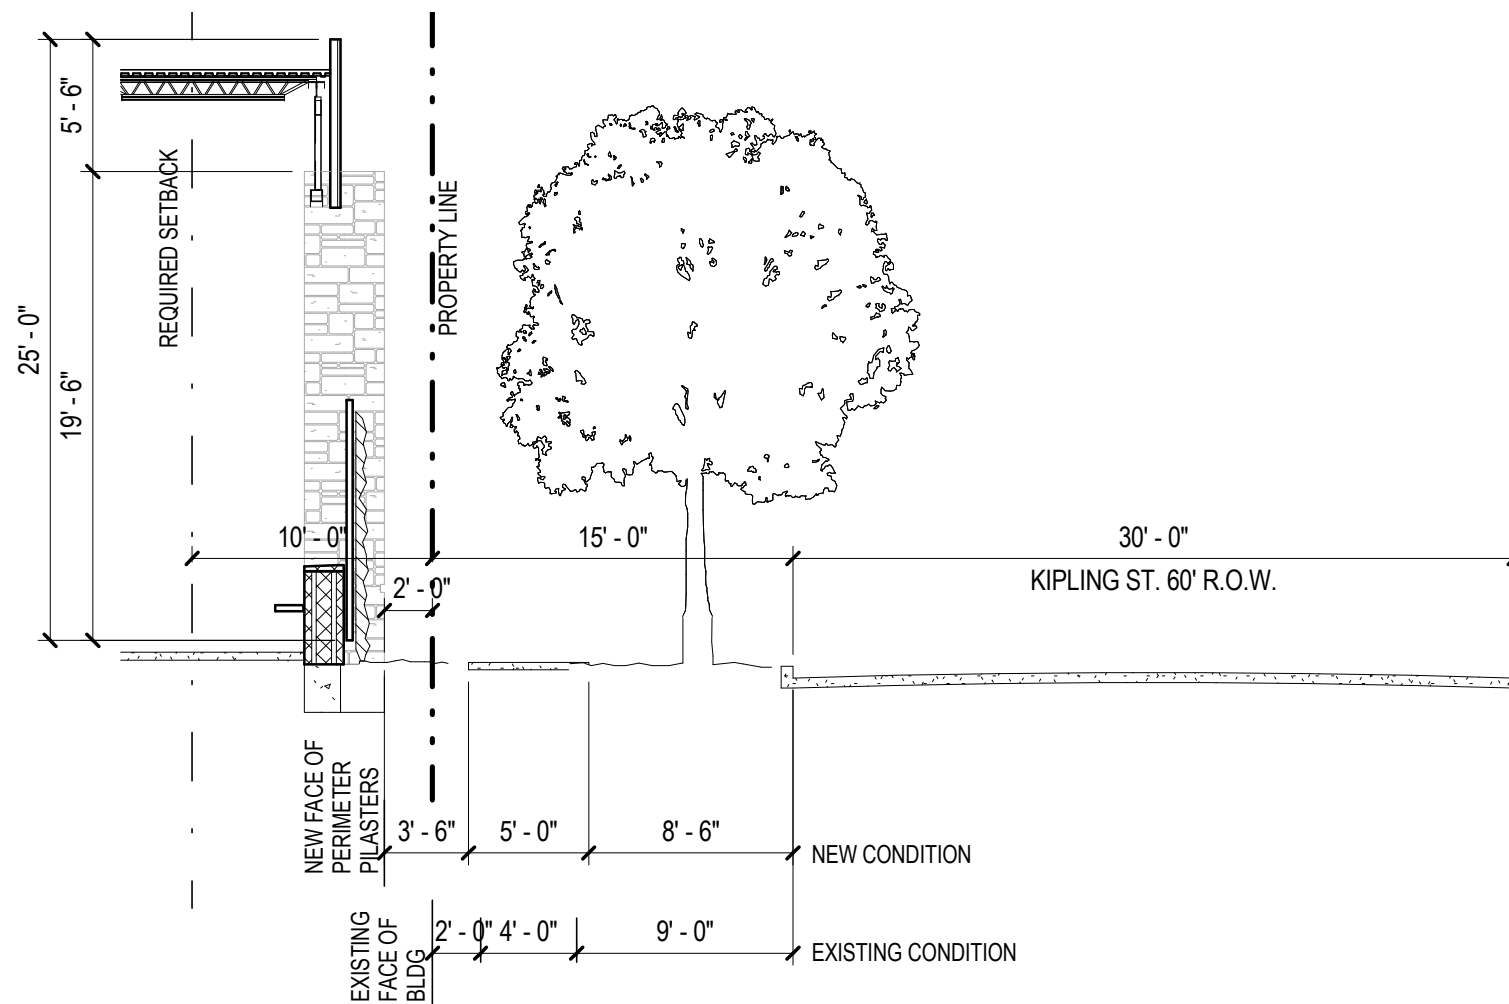 5' - 6"
25' - 0"
19' - 6"
REQUIRED SETBACK
PROPERTY LINE
10' - 0"
15' - 0"
30' - 0"
KIPLING ST. 60' R.O.W.
2' - 0"
NEW FACE OF
PERIMETER
PILASTERS
3' - 6"
5' - 0"
8' - 6"
NEW CONDITION
EXISTING
FACE OF
BLDG
2' - 0"
4' - 0"
9' - 0"
EXISTING CONDITION